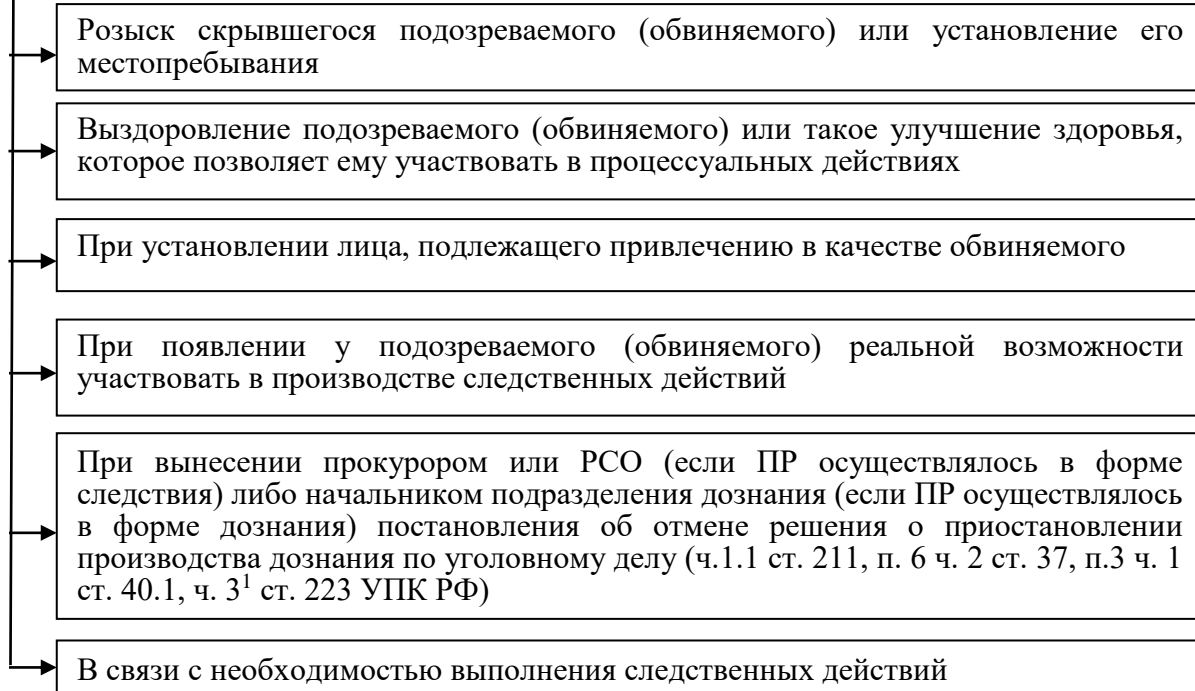 Розыск скрывшегося подозреваемого (обвиняемого) или установление его
местопребывания
Выздоровление подозреваемого (обвиняемого) или такое улучшение здоровья,
которое позволяет ему участвовать в процессуальных действиях
При установлении лица, подлежащего привлечению в качестве обвиняемого
При появлении у подозреваемого (обвиняемого) реальной возможности
участвовать в производстве следственных действий
При вынесении прокурором или РСО (если ПР осуществлялось в форме
следствия) либо начальником подразделения дознания (если ПР осуществлялось
в форме дознания) постановления об отмене решения о приостановлении
производства дознания по уголовному делу (ч.1.1 ст. 211, п. 6 ч. 2 ст. 37, п.3 ч. 1
ст. 40.1, ч. 3¹ ст. 223 УПК РФ)
В связи с необходимостью выполнения следственных действий